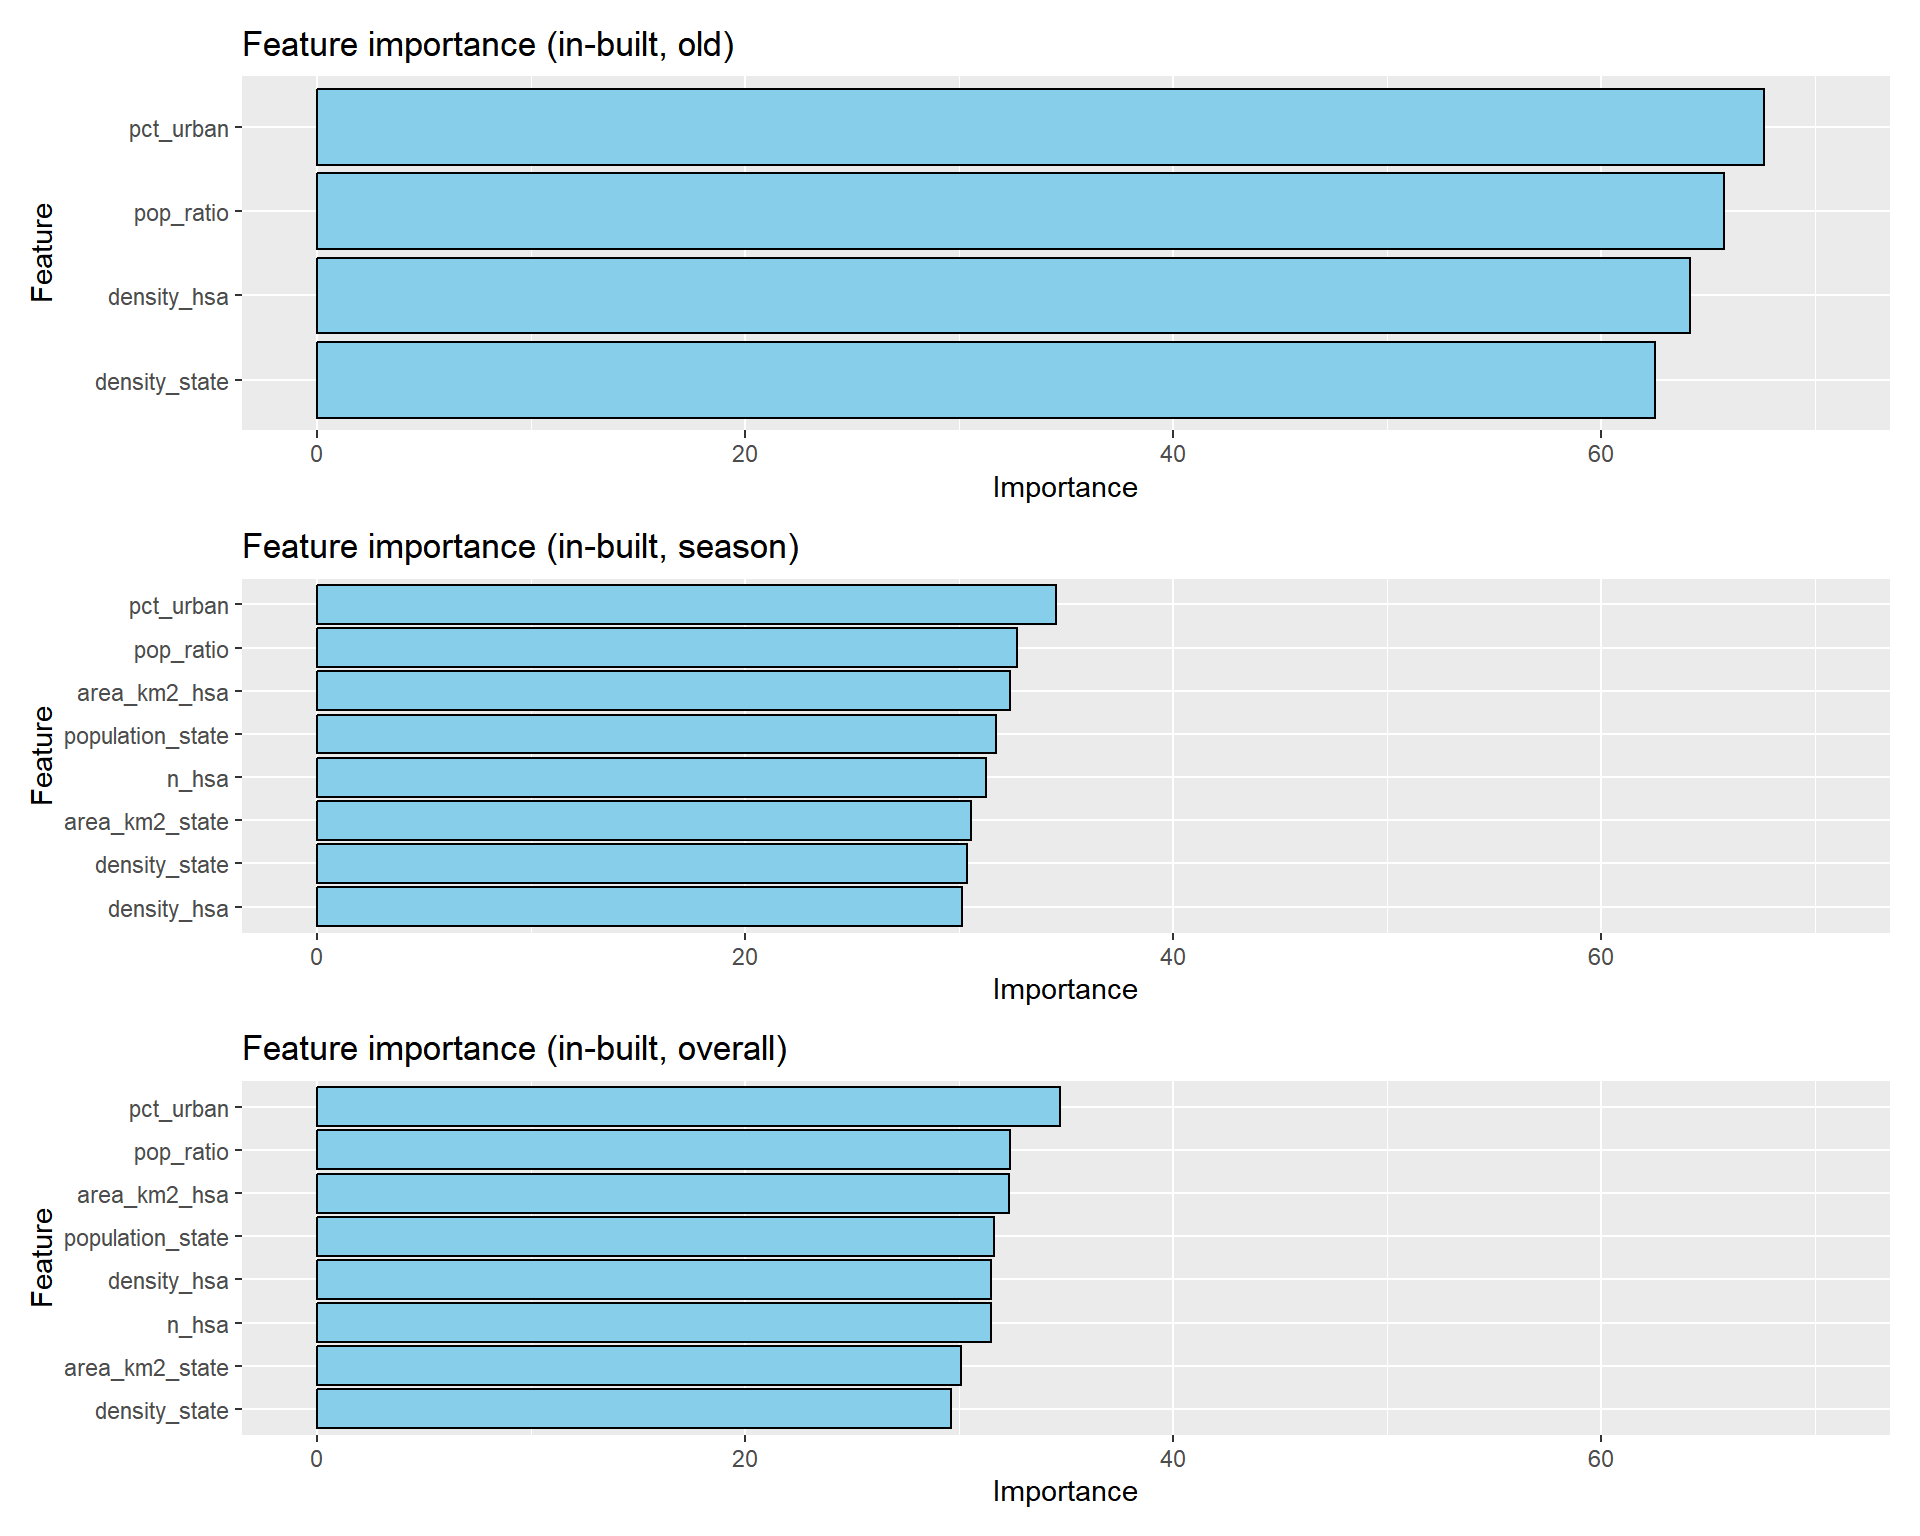 Feature importance (in-built, old)
Feature
pct_urban
pop_ratio
density_hsa
density_state
0 20 40 60
Importance
Feature importance (in-built, season)
Feature
pct_urban
pop_ratio
area_km2_hsa
population_state
n_hsa
area_km2_state
density_state
density_hsa
0 20 40 60
Importance
Feature importance (in-built, overall)
Feature
pct_urban
pop_ratio
area_km2_hsa
population_state
density_hsa
n_hsa
area_km2_state
density_state
0 20 40 60
Importance